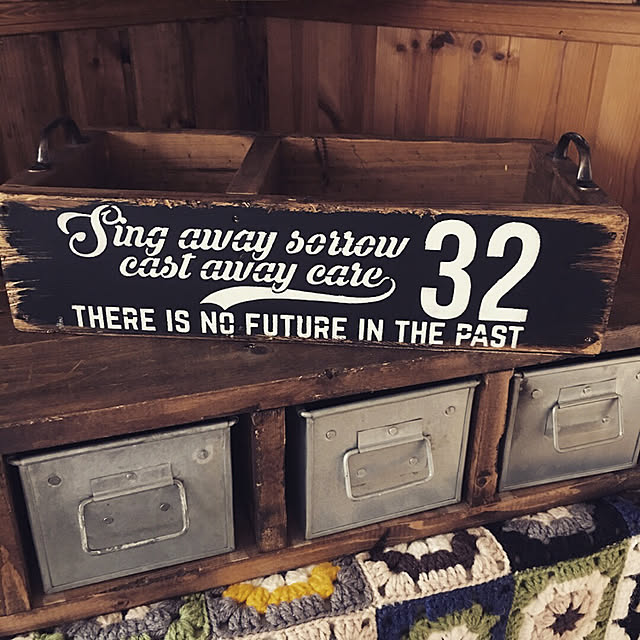 Sing away sorrow
cast away care
32
THERE IS NO FUTURE IN THE PAST